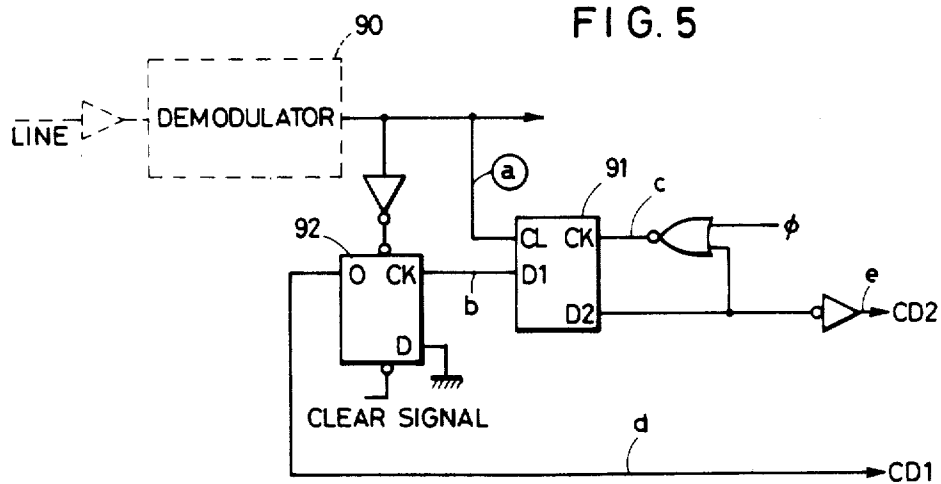 FIG. 5
90
DEMODULATOR
LINE
a
91
c
92
CL CK
φ
O CK
D1
b
e
D2
CD2
D
CLEAR SIGNAL
d
CD1